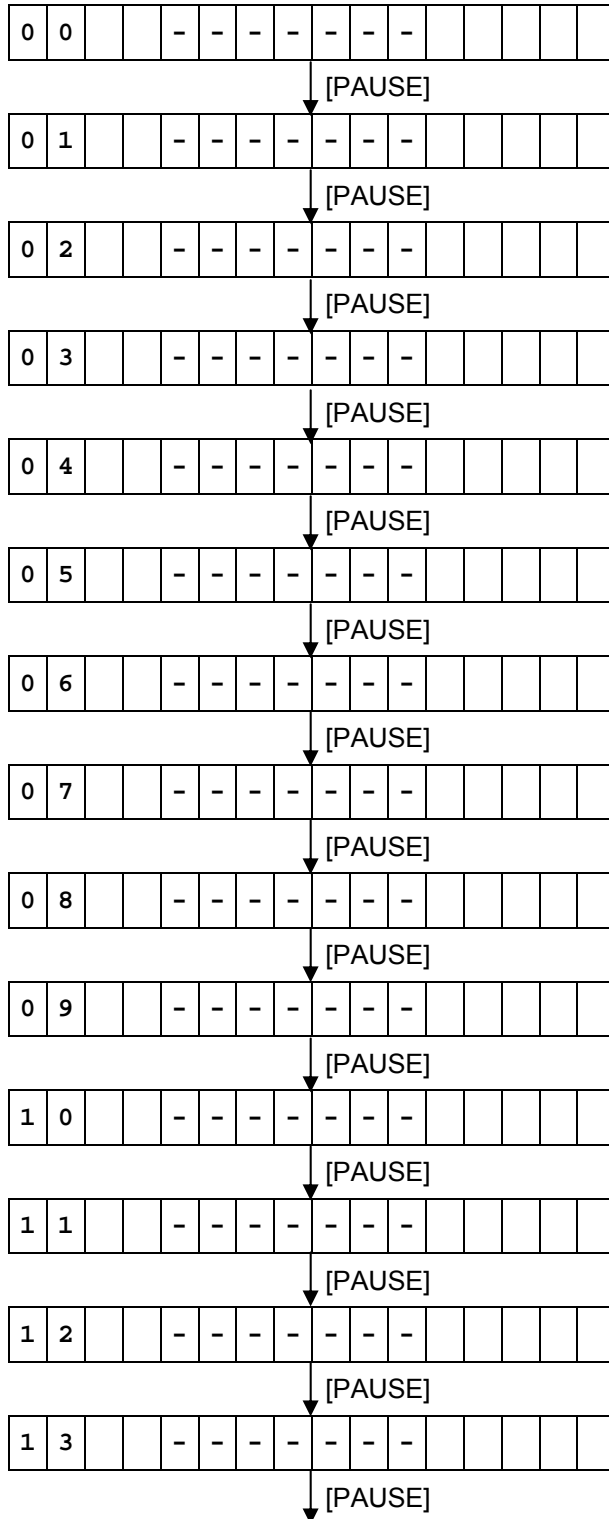 0 0 - - - - - - -
[PAUSE]
0 1 - - - - - - -
[PAUSE]
0 2 - - - - - - -
[PAUSE]
0 3 - - - - - - -
[PAUSE]
0 4 - - - - - - -
[PAUSE]
0 5 - - - - - - -
[PAUSE]
0 6 - - - - - - -
[PAUSE]
0 7 - - - - - - -
[PAUSE]
0 8 - - - - - - -
[PAUSE]
0 9 - - - - - - -
[PAUSE]
1 0 - - - - - - -
[PAUSE]
1 1 - - - - - - -
[PAUSE]
1 2 - - - - - - -
[PAUSE]
1 3 - - - - - - -
[PAUSE]